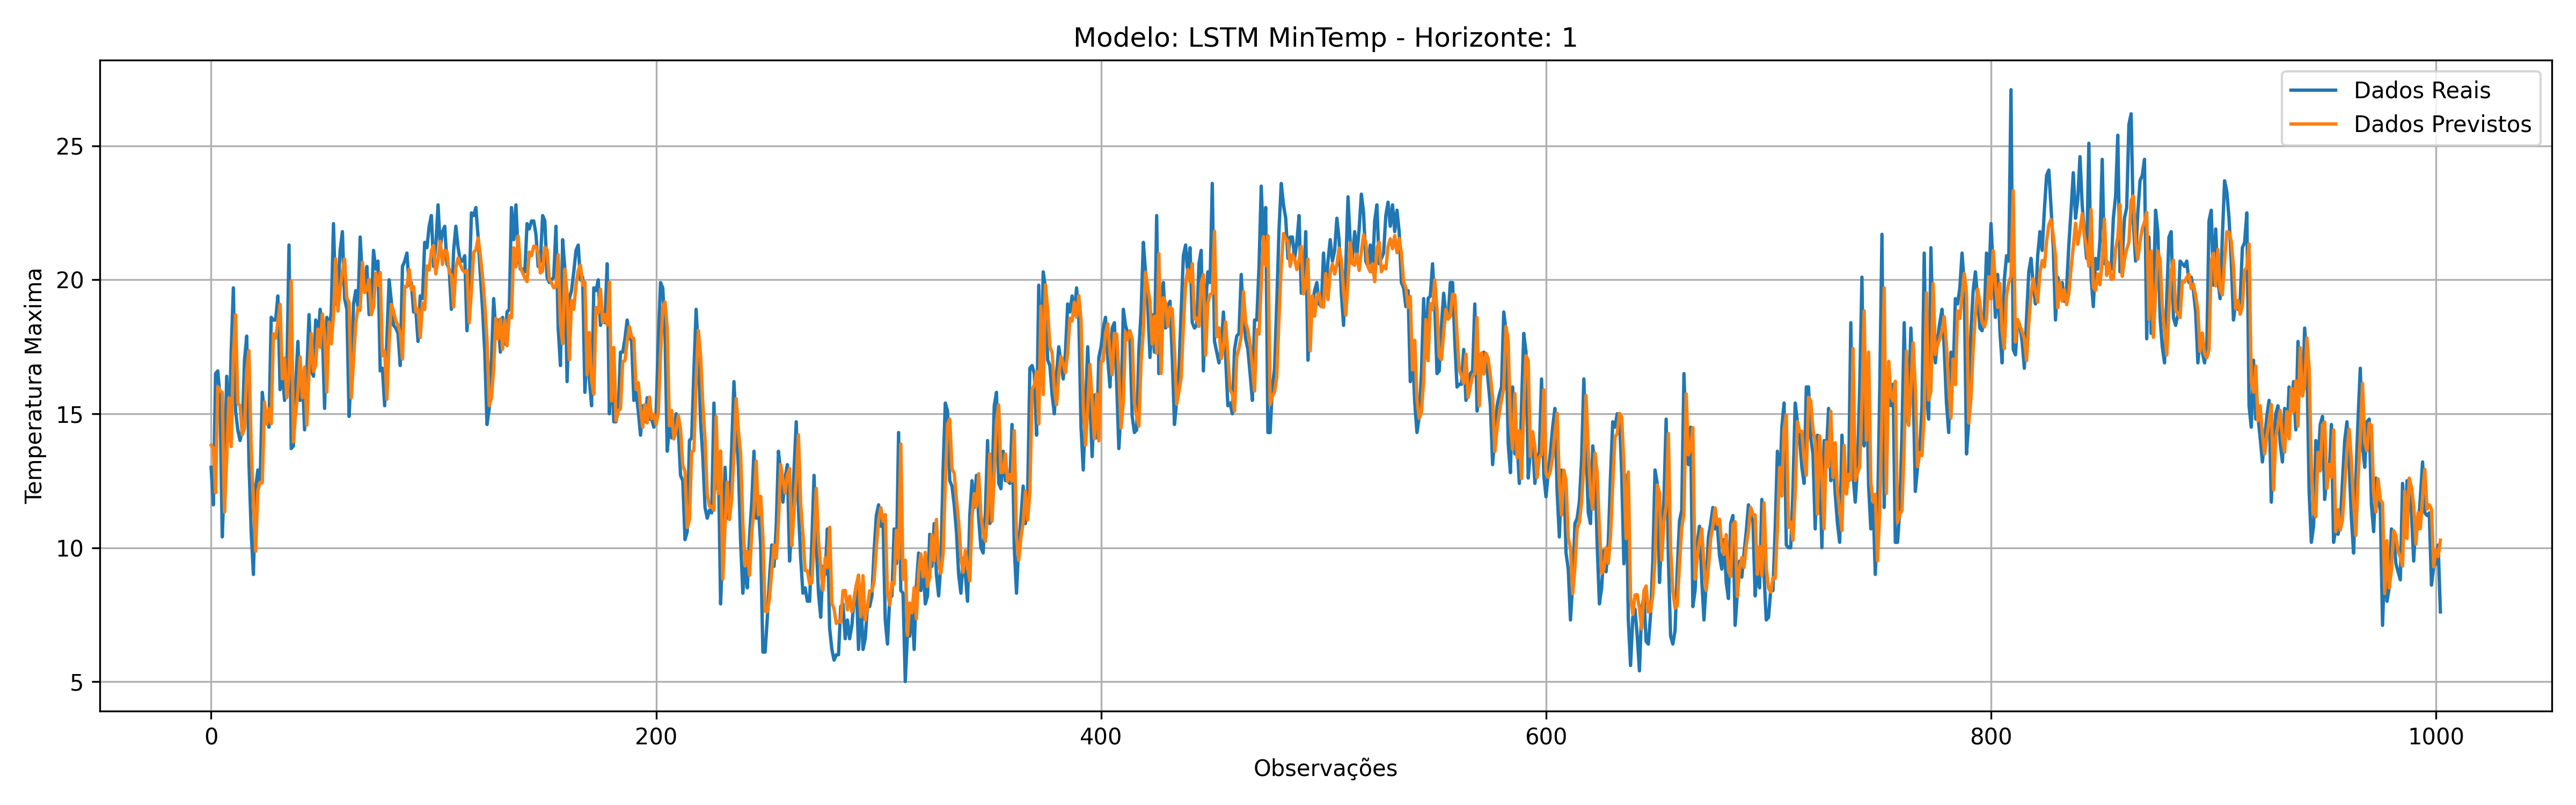 Modelo: LSTM MinTemp - Horizonte: 1
Dados Reais
Dados Previstos
Temperatura Maxima
25
20
15
10
5
0
200
400
600
800
1000
Observações